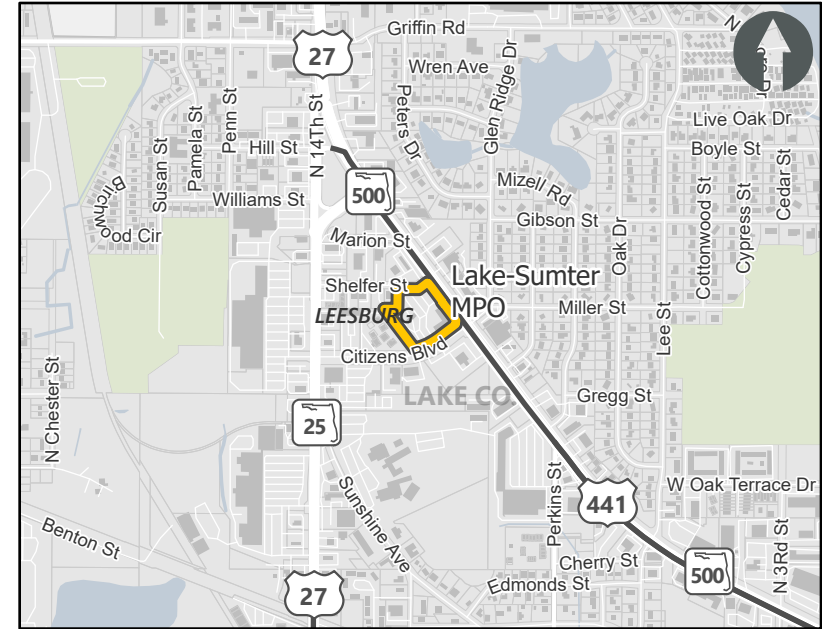 Griffin Rd
27
Wren Ave
Glen Ridge Dr
Peters Dr
N 14Th St
Penn St
Pamela St
Susan St
Hill St
Live Oak Dr
Boyle St
Birchwood Cir
Williams St
500
Mizell Rd
Gibson St
Marion St
Oak Dr
Cottonwood St
Cypress St
Cedar St
Shelfer St
Lake-Sumter
MPO
LEESBURG
Miller St
Lee St
Citizens Blvd
LAKE CO.
N Chester St
Gregg St
25
Sunshine Ave
Perkins St
W Oak Terrace Dr
441
Benton St
Cherry St
Edmonds St
500
N 3Rd St
27